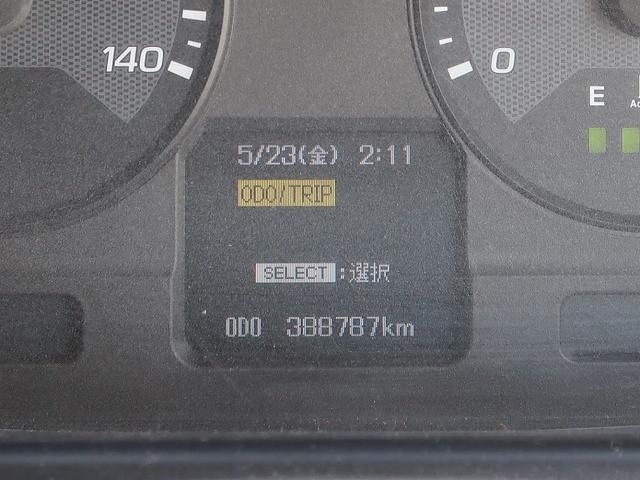 140
0
E
5/23(金) 2:11
ODO/TRIP
SELECT:選択
ODO 388787km